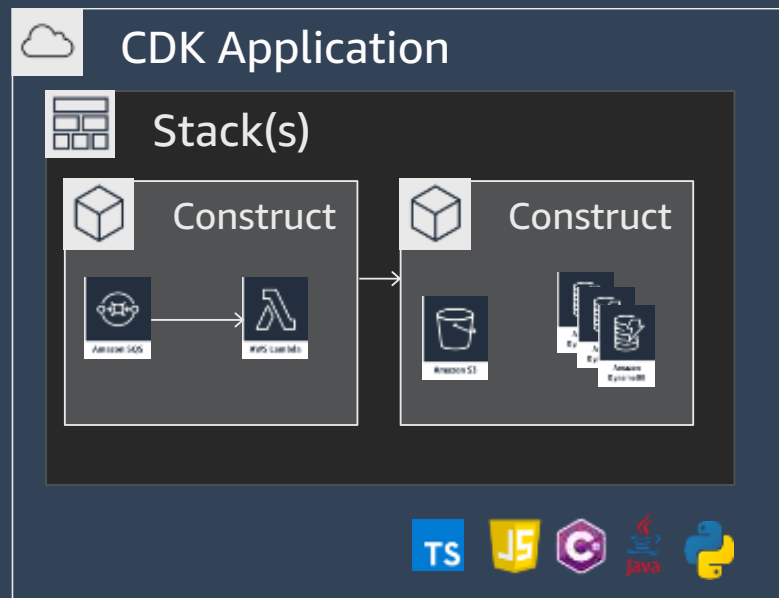 CDK Application
Stack(s)
Construct
Construct
Amazon SQS
AWS Lambda
Amazon S3
Amazon
DynamoDB
TS
JS
C
Java